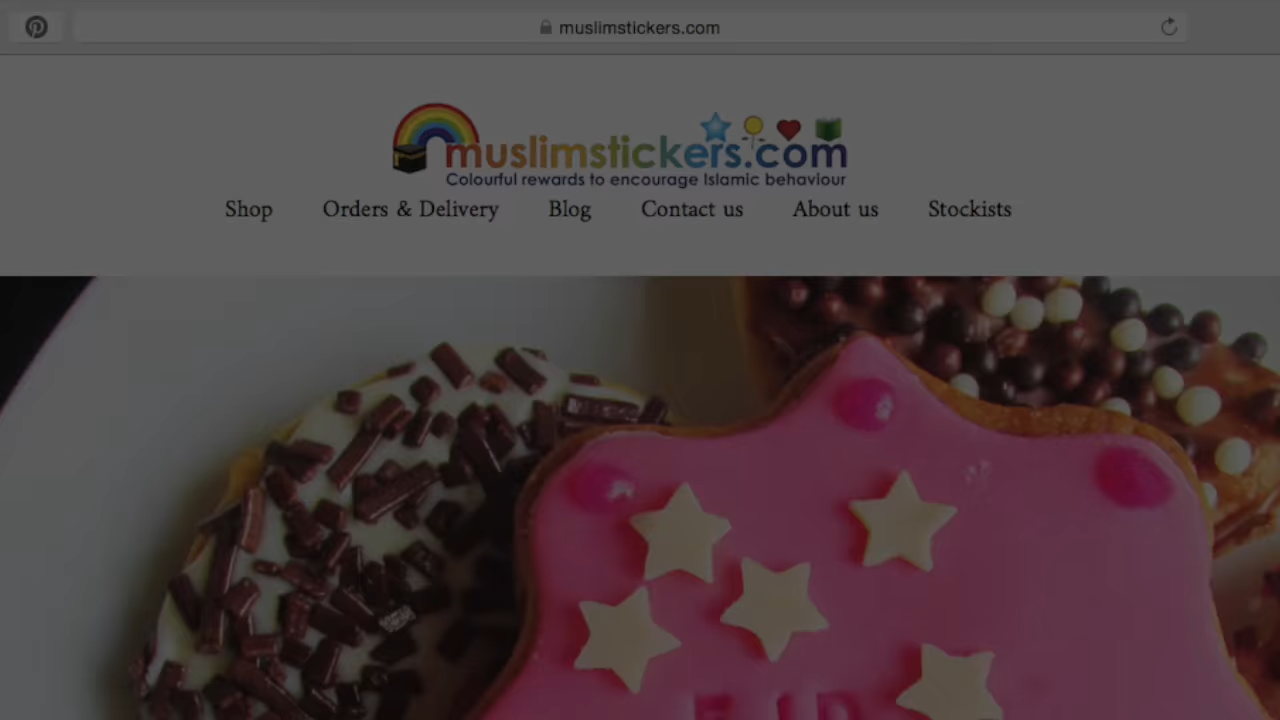 muslimstickers.com
muslimstickers.com
Colourful rewards to encourage Islamic behaviour
Shop Orders & Delivery Blog Contact us About us Stockists
EID